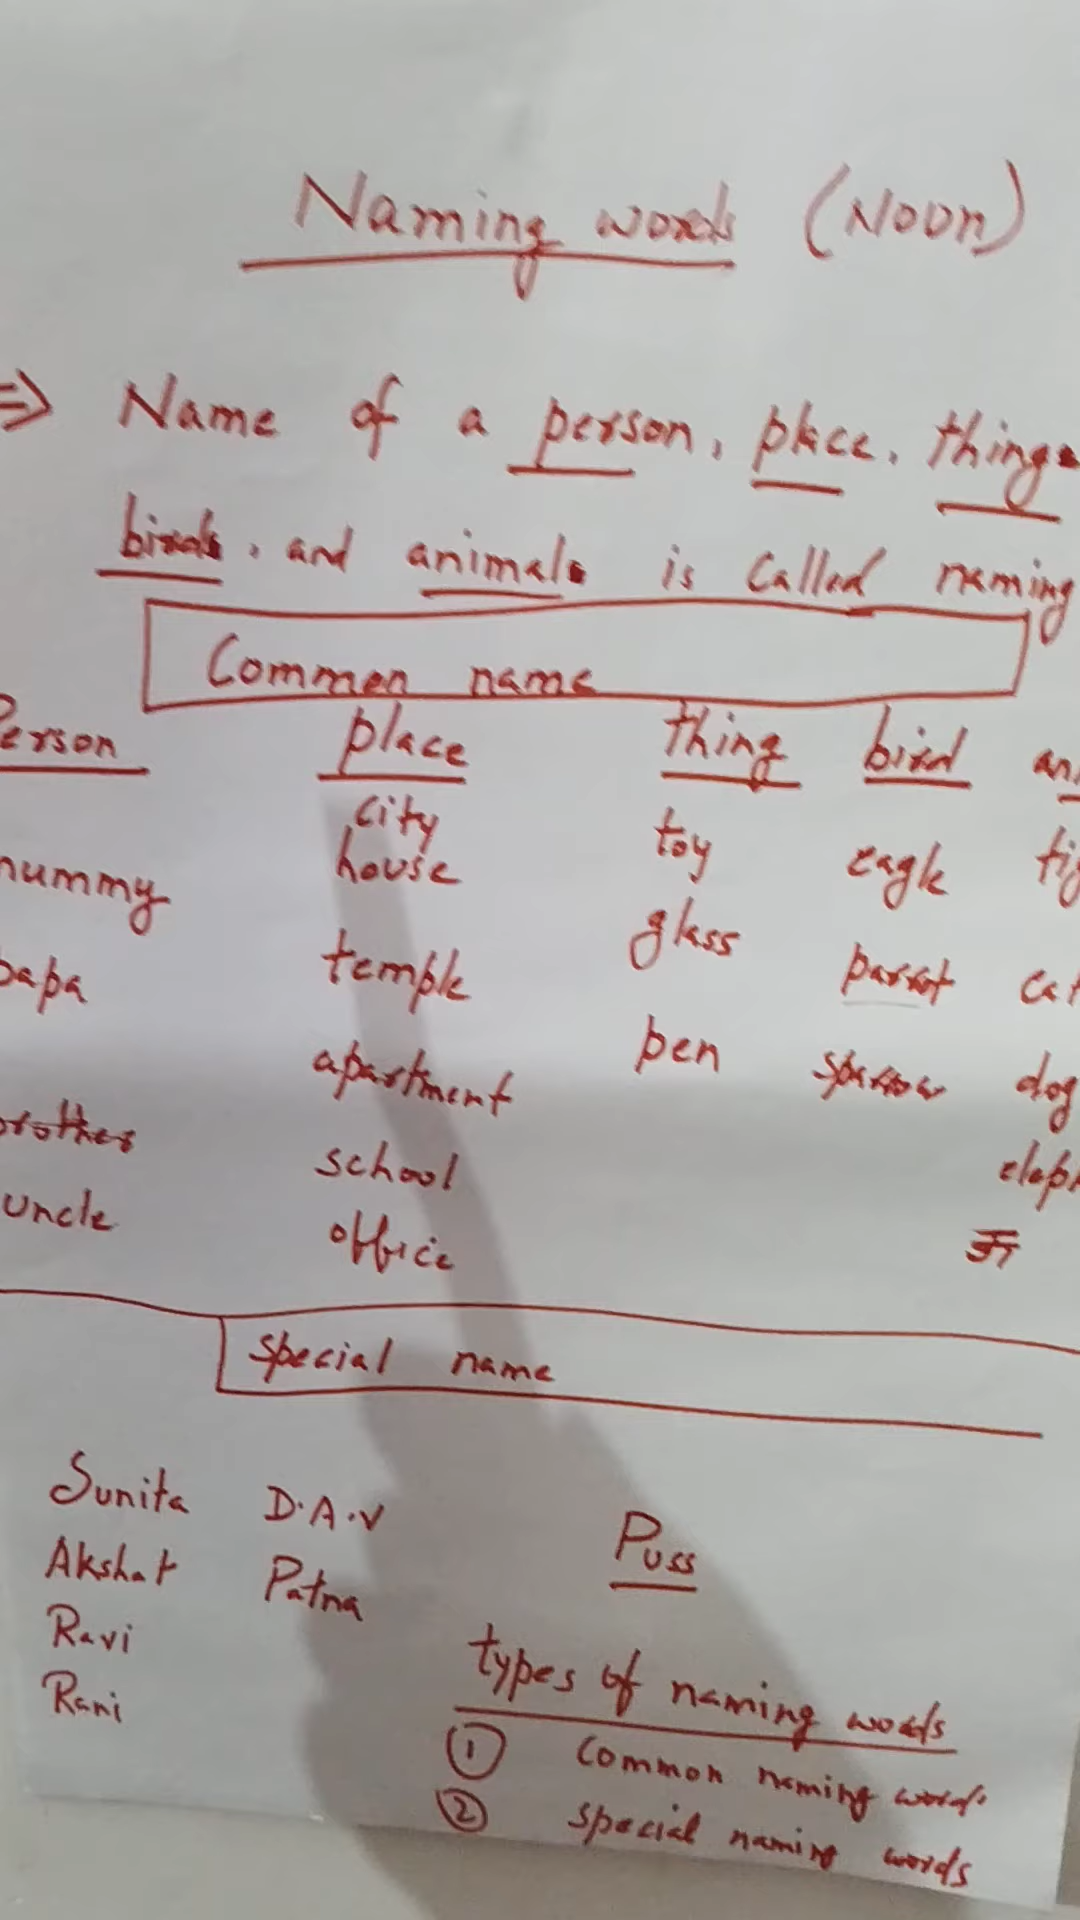 Naming words (Noun)
⇒ Name of a person, place, thing
birds, and animals is called naming
Common name
Person place thing bird
city
mummy house toy eagle
papa temple glass parrot cat
apartment pen sparrow dog
brother school
uncle office
special name
Sunita D.A.V Puss
Akshat Patna
Ravi
Rani
types of naming words
① Common naming words
② special naming words